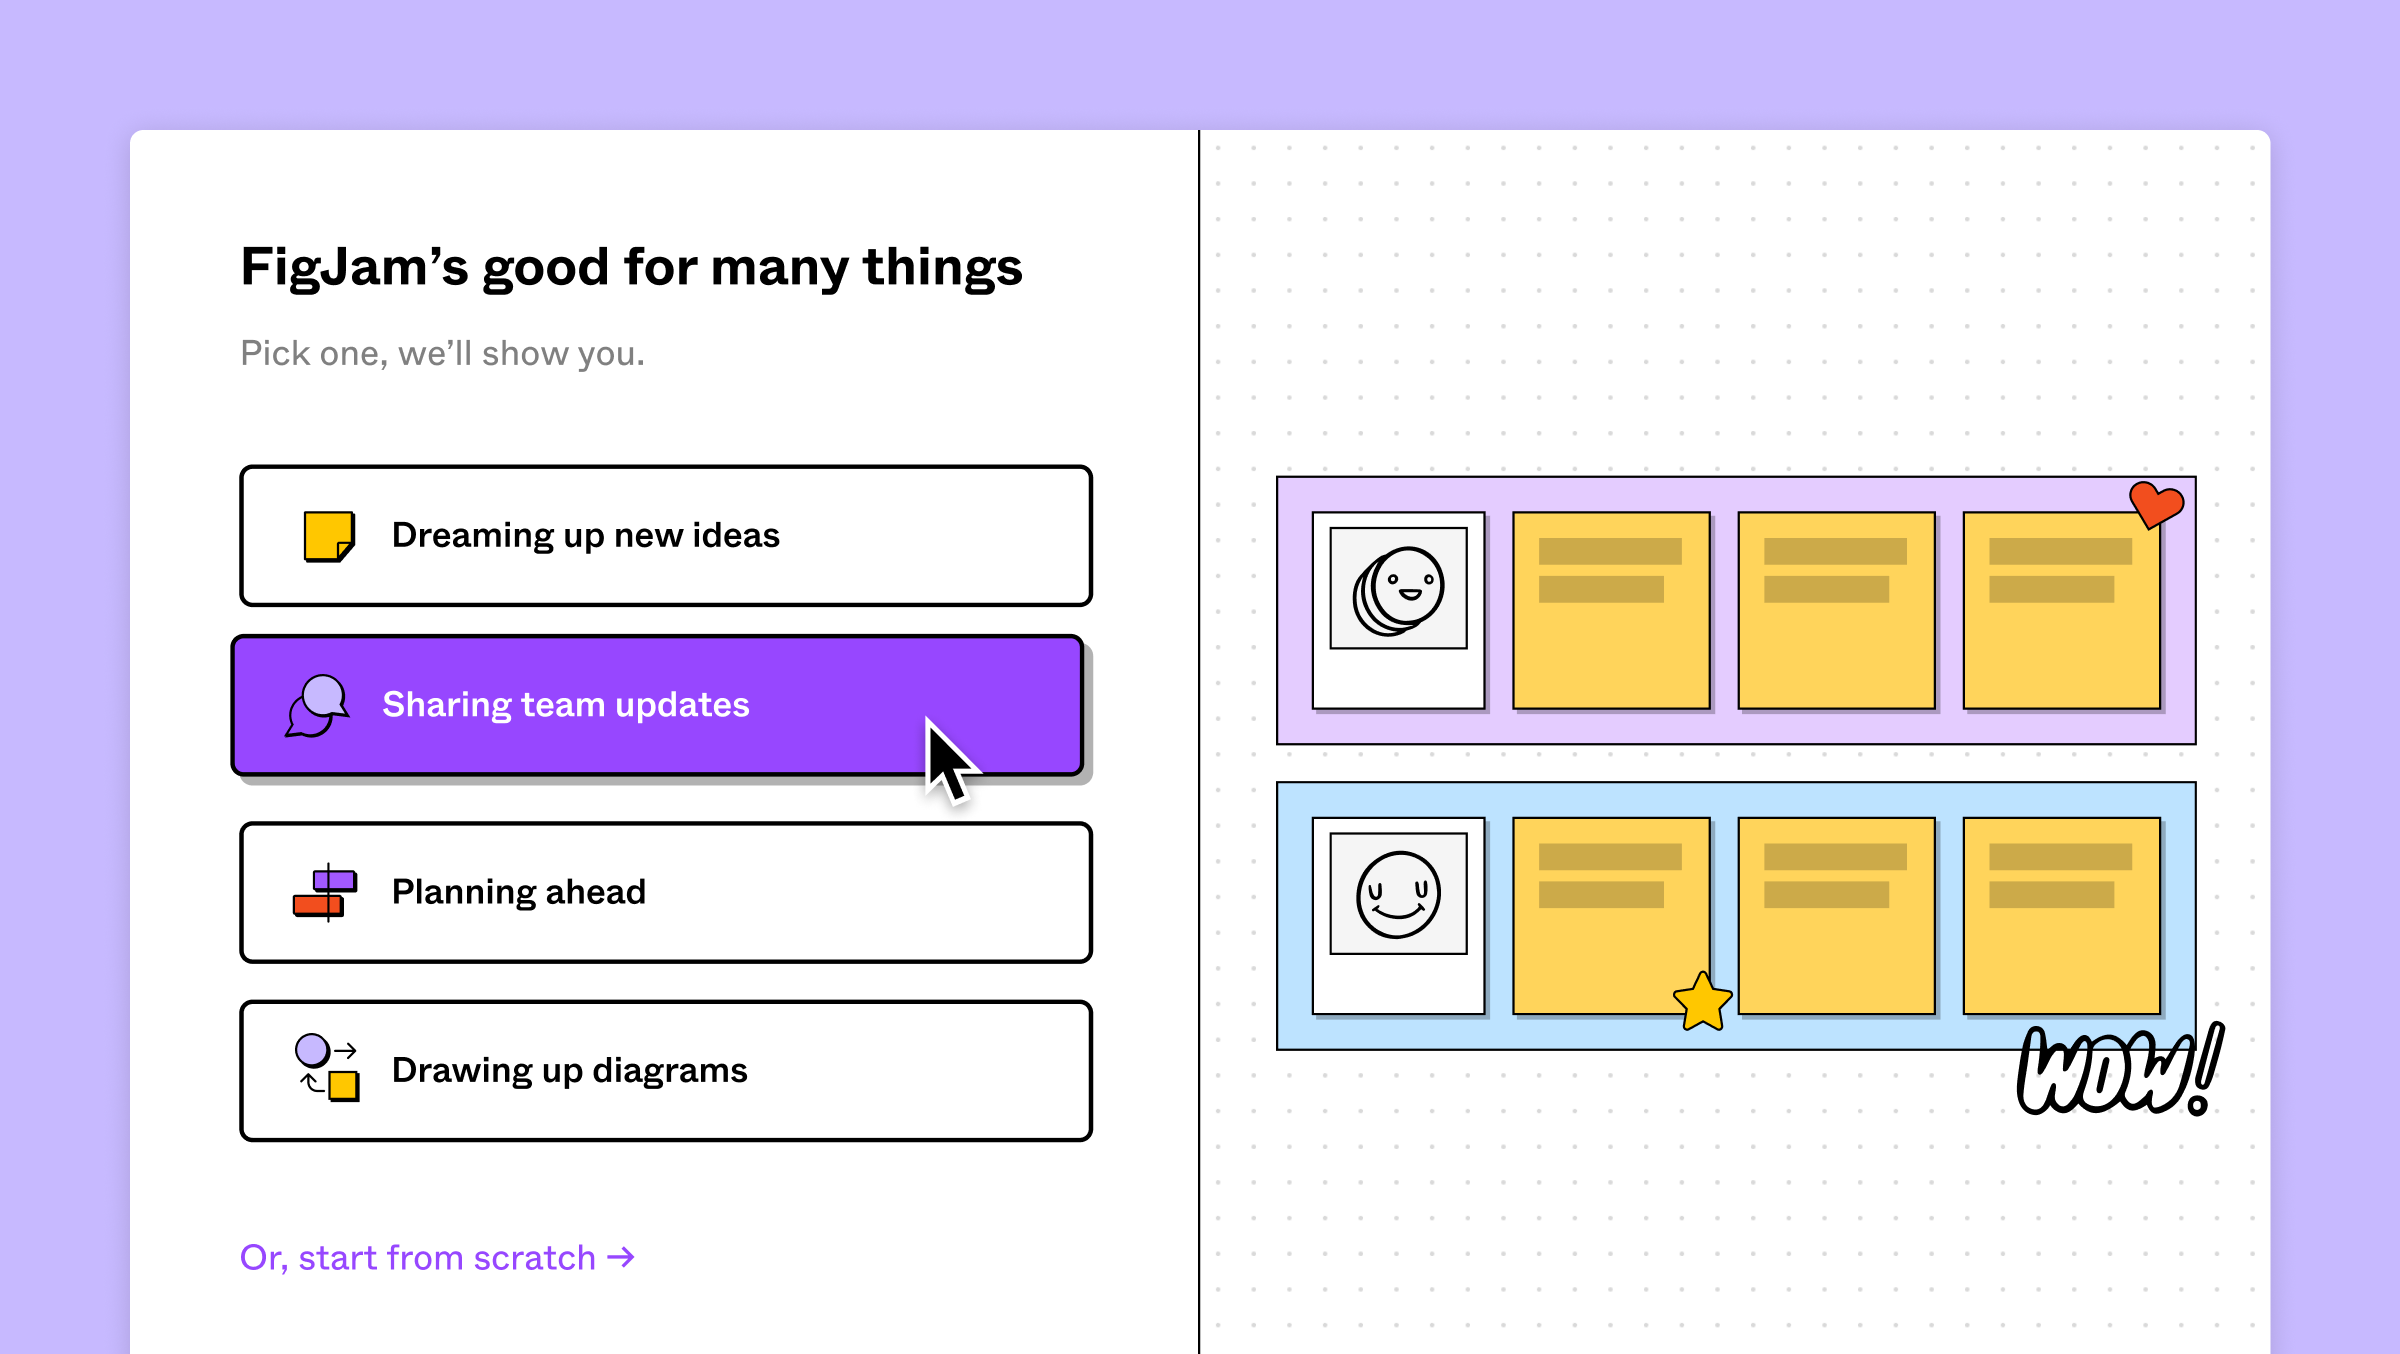 FigJam’s good for many things
Pick one, we’ll show you.
Dreaming up new ideas
Sharing team updates
Planning ahead
Drawing up diagrams
Or, start from scratch →
WOW!